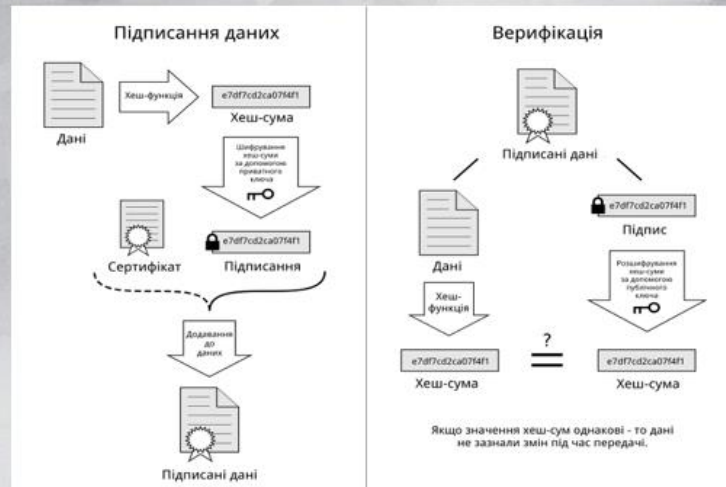 Підписання даних
Дані
Хеш-функція
e7df7cd2ca07f4f1
Хеш-сума
Шифрування
хеш-суми
за допомогою
приватного
ключа
Сертифікат
e7df7cd2ca07f4f1
Підписання
Додавання
до
даних
Підписані дані
Верифікація
Підписані дані
Дані
e7df7cd2ca07f4f1
Підпис
Хеш-
функція
Розшифрування
хеш-суми
за допомогою
публічного
ключа
e7df7cd2ca07f4f1
Хеш-сума
?
=
e7df7cd2ca07f4f1
Хеш-сума
Якщо значення хеш-сум однакові - то дані
не зазнали змін під час передачі.